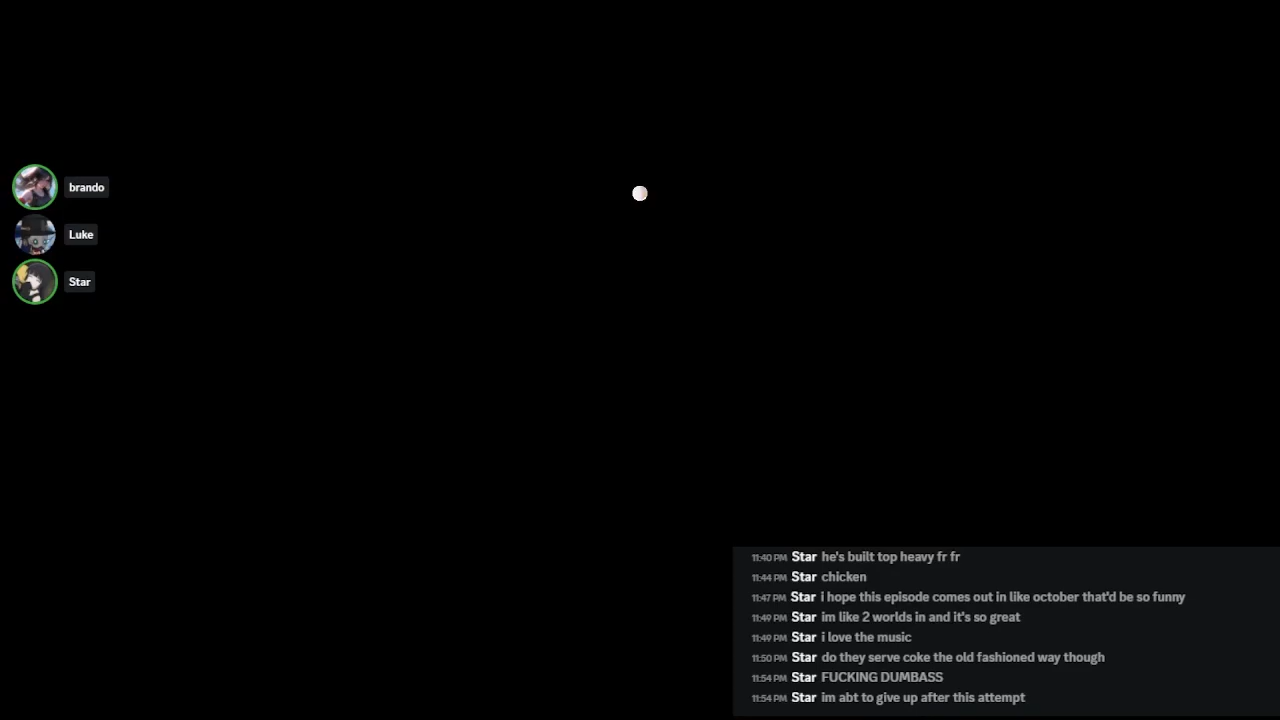 brando
Luke
Star
11:40 PM Star he's built top heavy fr fr
11:44 PM Star chicken
11:47 PM Star i hope this episode comes out in like october that'd be so funny
11:49 PM Star im like 2 worlds in and it's so great
11:49 PM Star i love the music
11:50 PM Star do they serve coke the old fashioned way though
11:54 PM Star FUCKING DUMBASS
11:54 PM Star im abt to give up after this attempt